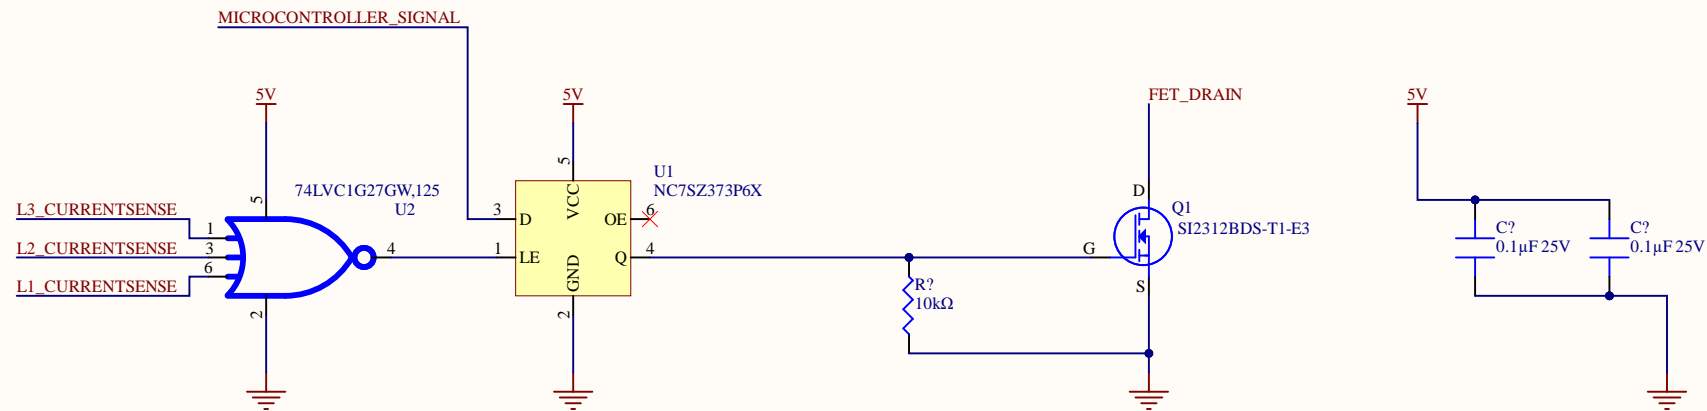 MICROCONTROLLER_SIGNAL
5V
5V
FET_DRAIN
5V
5
74LVC1G27GW,125
U2
5
VCC
U1
NC7SZ373P6X
L3_CURRENTSENSE
1
3
D
OE
6
D
Q1
SI2312BDS-T1-E3
L2_CURRENTSENSE
3
4
1
LE
Q
4
G
C?
0.1µF 25V
C?
0.1µF 25V
L1_CURRENTSENSE
6
GND
R?
10kΩ
S
2
2